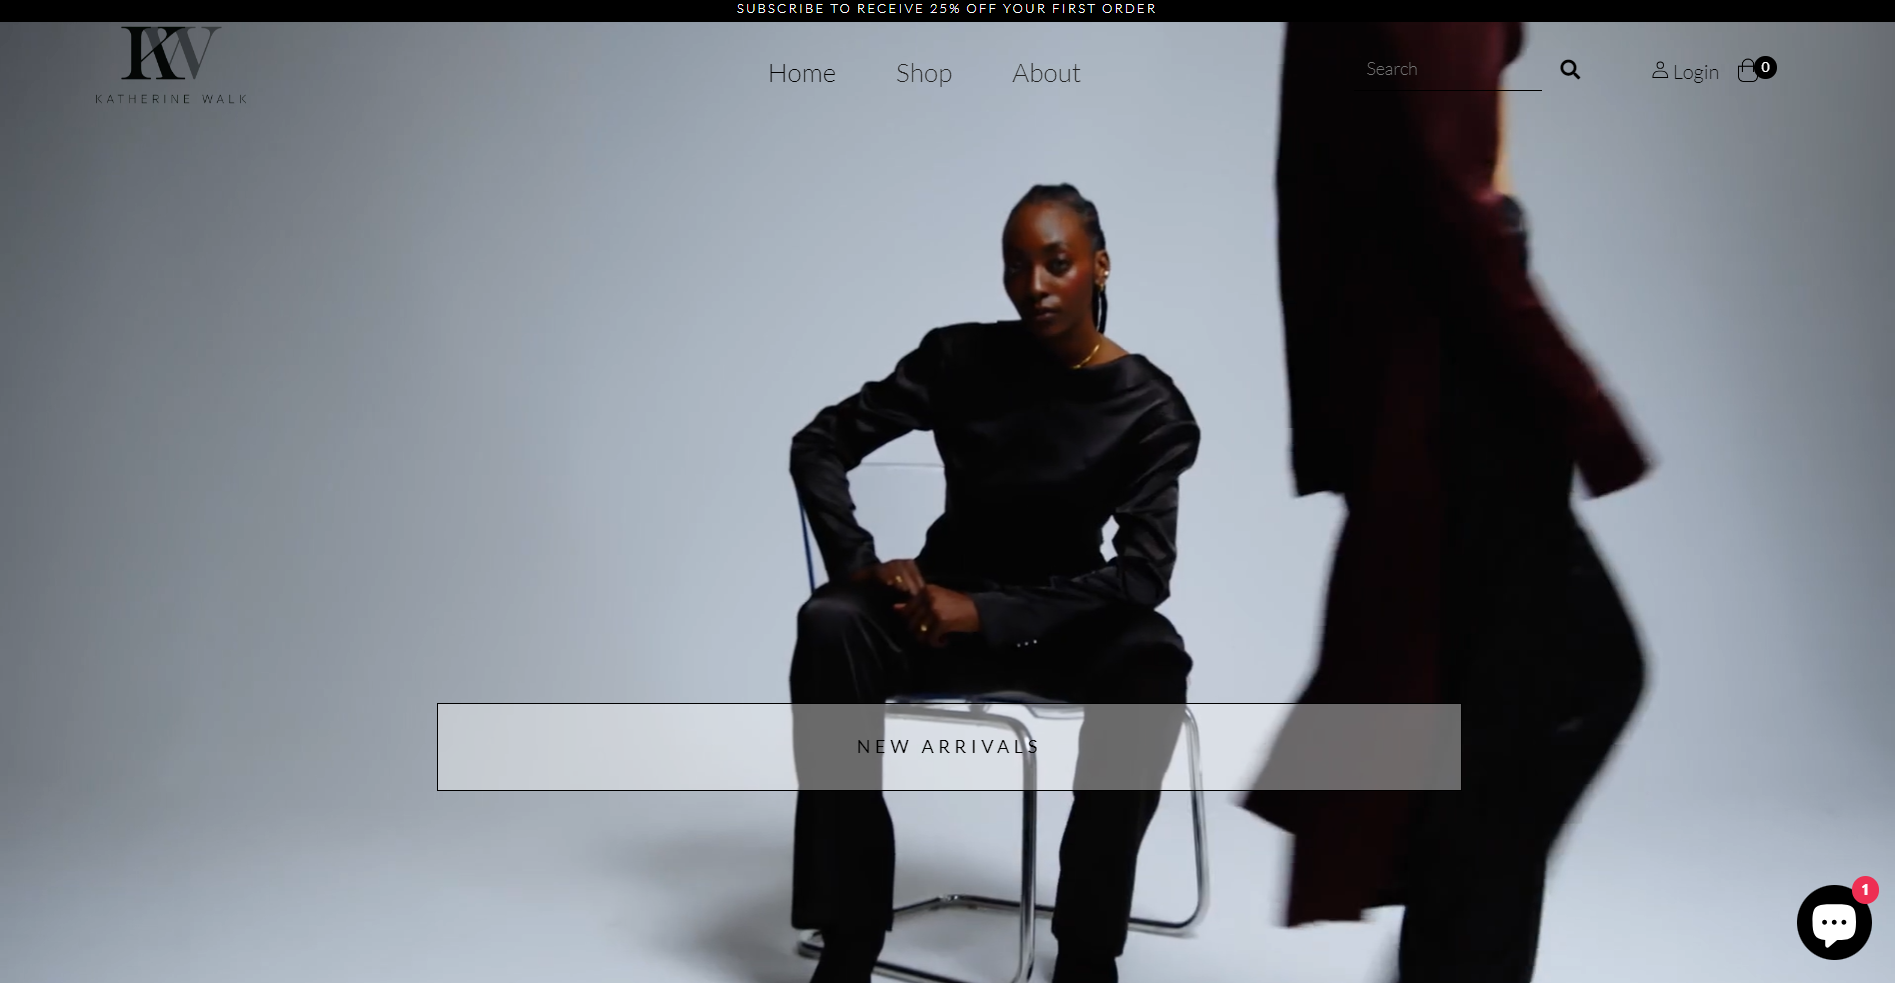 SUBSCRIBE TO RECEIVE 25% OFF YOUR FIRST ORDER
KW
KATHERINE WALK
Home
Shop
About
Search
Login
0
NEW ARRIVALS
1